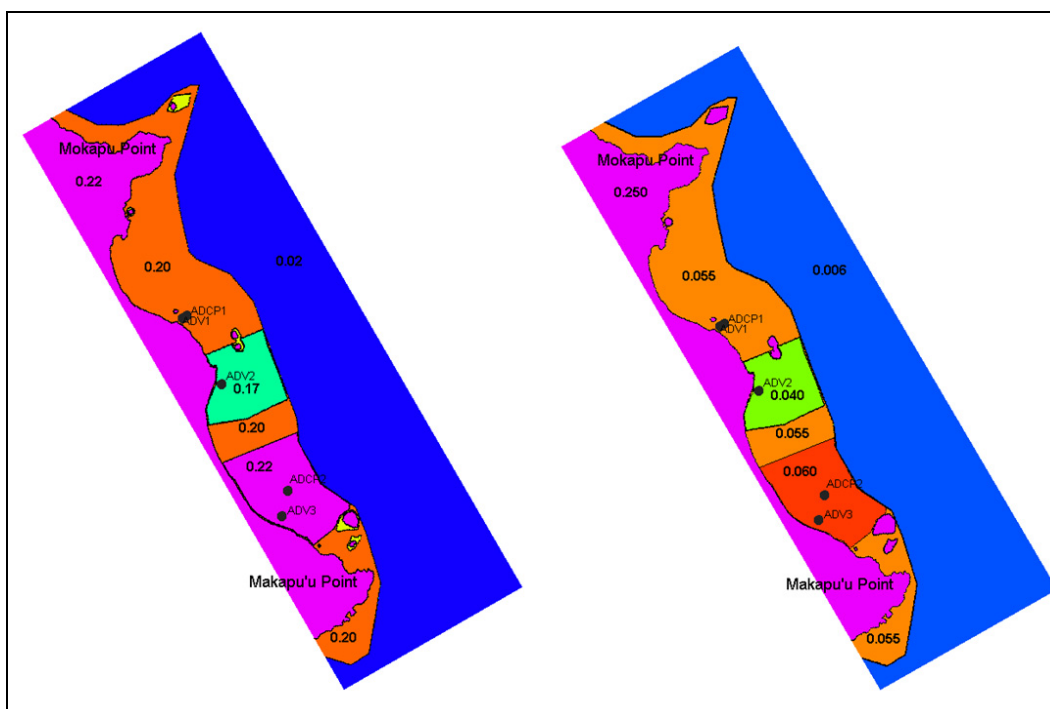 Mokapu Point
0.22
0.02
0.20
ADCP1
ADV1
ADV2
0.17
0.20
0.22
ADCP2
ADV3
Makapu'u Point
0.20
Mokapu Point
0.250
0.006
0.055
ADCP1
ADV1
ADV2
0.040
0.055
0.060
ADCP2
ADV3
Makapu'u Point
0.055